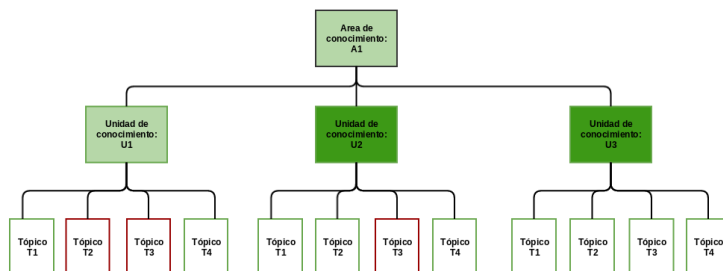 Area de
conocimiento:
A1
Unidad de
conocimiento:
U1
Unidad de
conocimiento:
U2
Unidad de
conocimiento:
U3
Tópico
T1
Tópico
T2
Tópico
T3
Tópico
T4
Tópico
T1
Tópico
T2
Tópico
T3
Tópico
T4
Tópico
T1
Tópico
T2
Tópico
T3
Tópico
T4